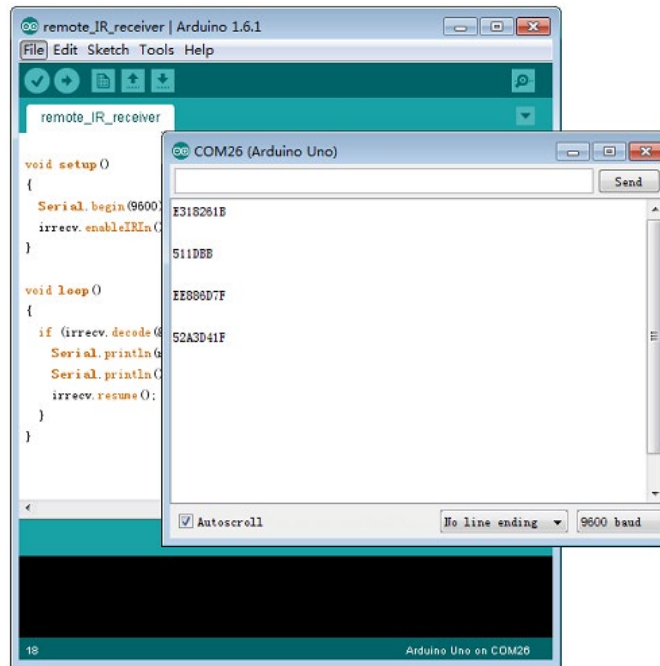 remote_IR_receiver | Arduino 1.6.1
File Edit Sketch Tools Help
remote_IR_receiver
void setup()
{
Serial.begin(9600)
irrecv.enableIRIn()
}
void loop()
{
if (irrecv.decode(&
Serial.println(
Serial.println()
irrecv.resume();
}
}
18
Arduino Uno on COM26
COM26 (Arduino Uno)
Send
E318261B
511DBB
EE886D7F
52A3D41F
Autoscroll
No line ending
9600 baud